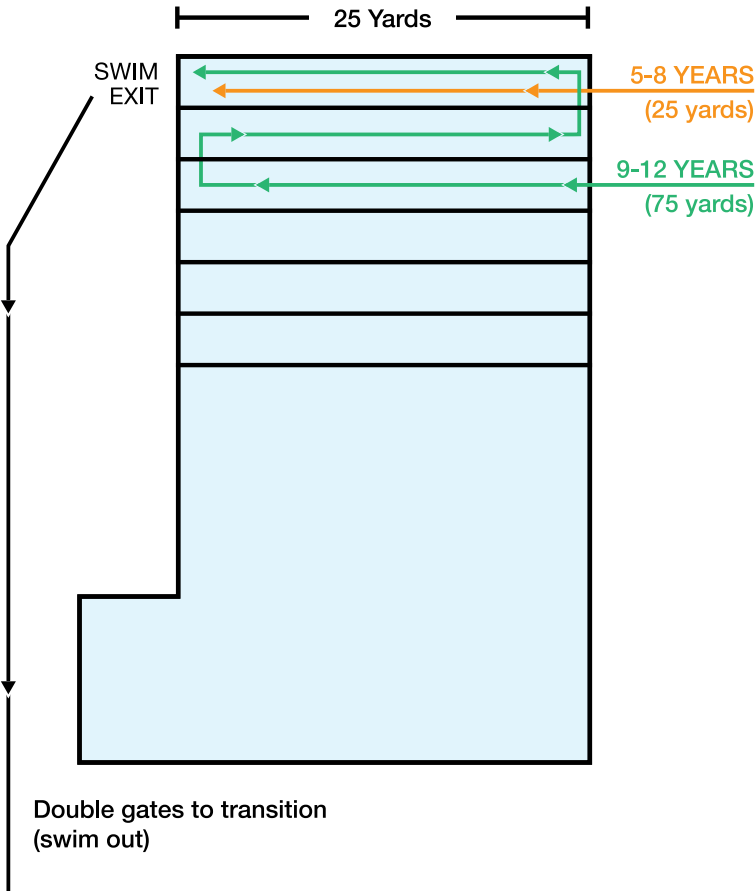 25 Yards
SWIM
EXIT
5-8 YEARS
(25 yards)
9-12 YEARS
(75 yards)
Double gates to transition
(swim out)